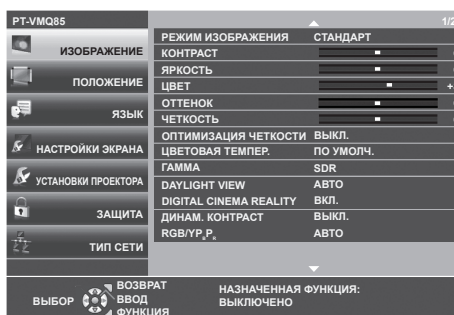 PT-VMQ85
1/2
ИЗОБРАЖЕНИЕ
ПОЛОЖЕНИЕ
ЯЗЫК
НАСТРОЙКИ ЭКРАНА
УСТАНОВКИ ПРОЕКТОРА
ЗАЩИТА
ТИП СЕТИ
РЕЖИМ ИЗОБРАЖЕНИЯ СТАНДАРТ
КОНТРАСТ
ЯРКОСТЬ
ЦВЕТ +
ОТТЕНОК
ЧЕТКОСТЬ
ОПТИМИЗАЦИЯ ЧЕТКОСТИ ВЫКЛ.
ЦВЕТОВАЯ ТЕМПЕР. ПО УМОЛЧ.
ГАММА SDR
DAYLIGHT VIEW АВТО
DIGITAL CINEMA REALITY ВКЛ.
ДИНАМ. КОНТРАСТ ВЫКЛ.
RGB/YPBPR АВТО
ВЫБОР
ВОЗВРАТ
ВВОД
ФУНКЦИЯ
НАЗНАЧЕННАЯ ФУНКЦИЯ:
ВЫКЛЮЧЕНО